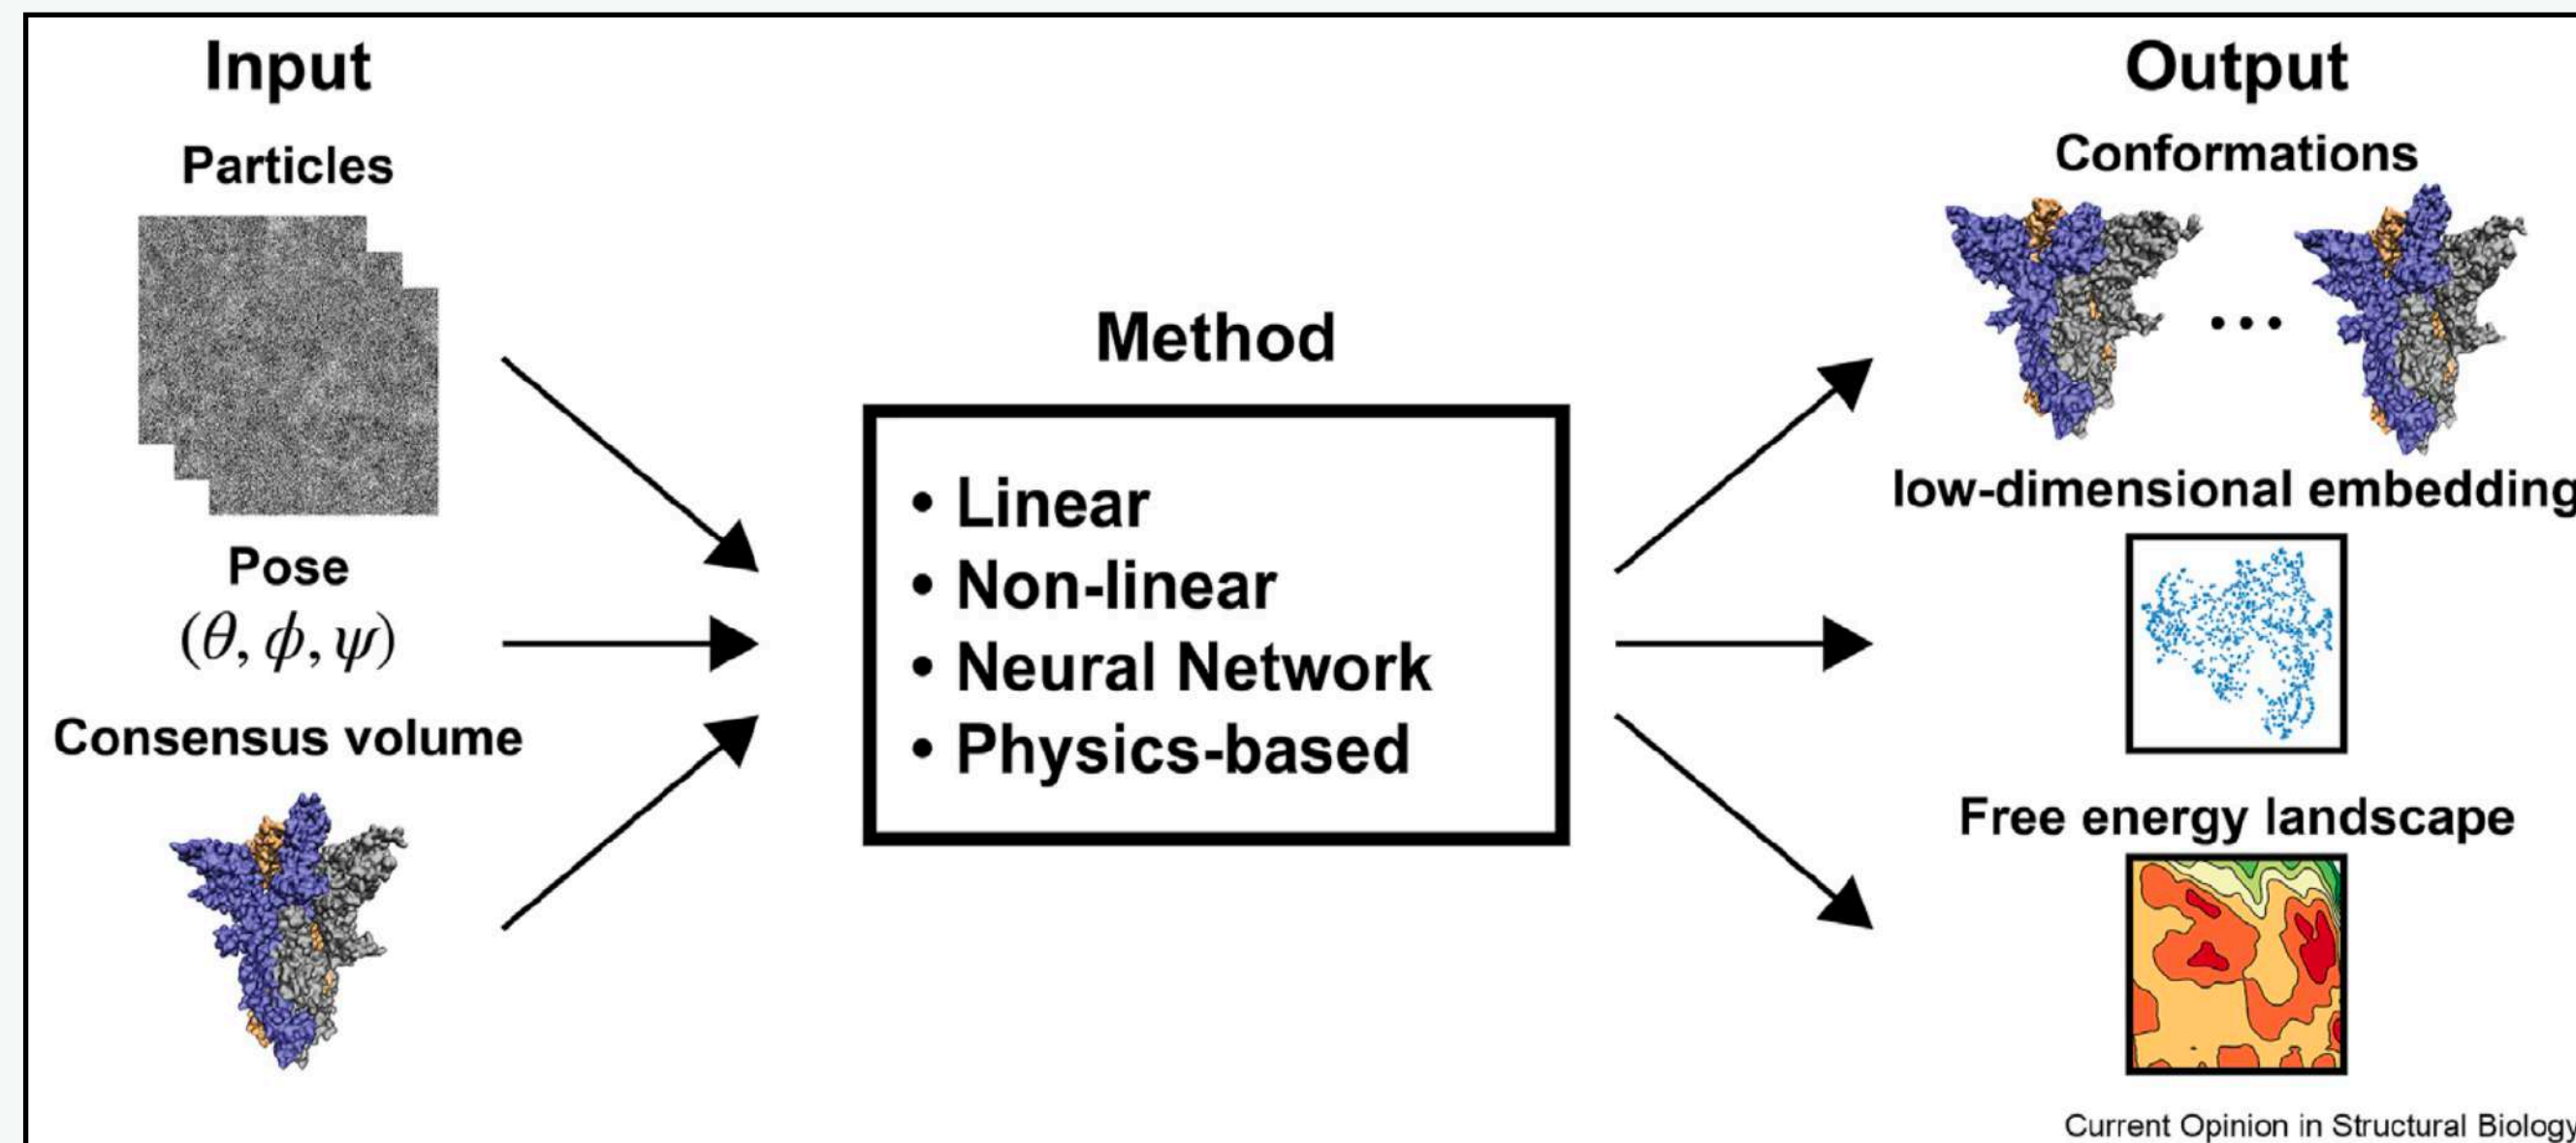 Input
Particles
Pose
(θ, ϕ, ψ)
Consensus volume
Method
• Linear
• Non-linear
• Neural Network
• Physics-based
Output
Conformations
low-dimensional embedding
Free energy landscape
Current Opinion in Structural Biology